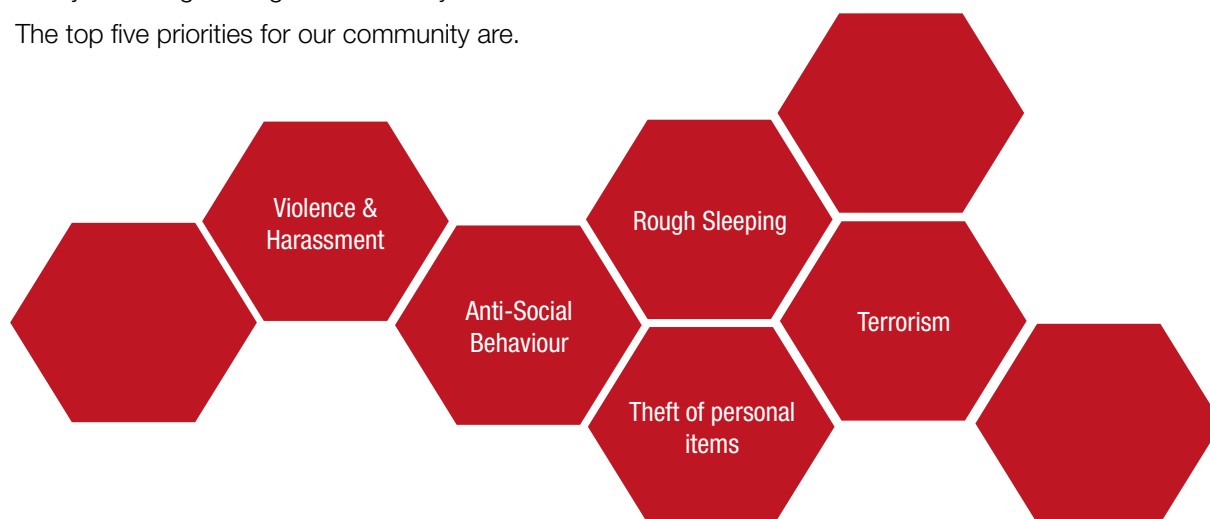 The top five priorities for our community are.
Violence &
Harassment
Anti-Social
Behaviour
Rough Sleeping
Theft of personal
items
Terrorism